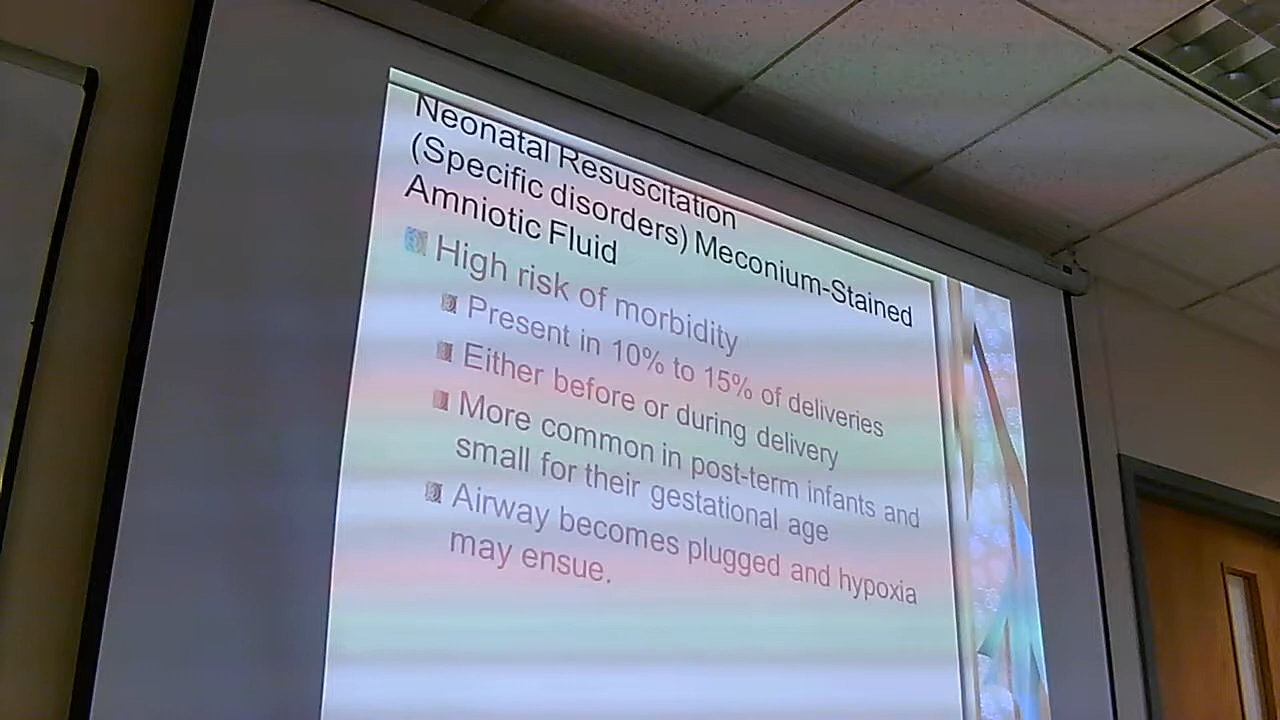 Neonatal Resuscitation
(Specific disorders) Meconium-Stained
Amniotic Fluid
High risk of morbidity
Present in 10% to 15% of deliveries
Either before or during delivery
More common in post-term infants and
small for their gestational age
Airway becomes plugged and hypoxia
may ensue.